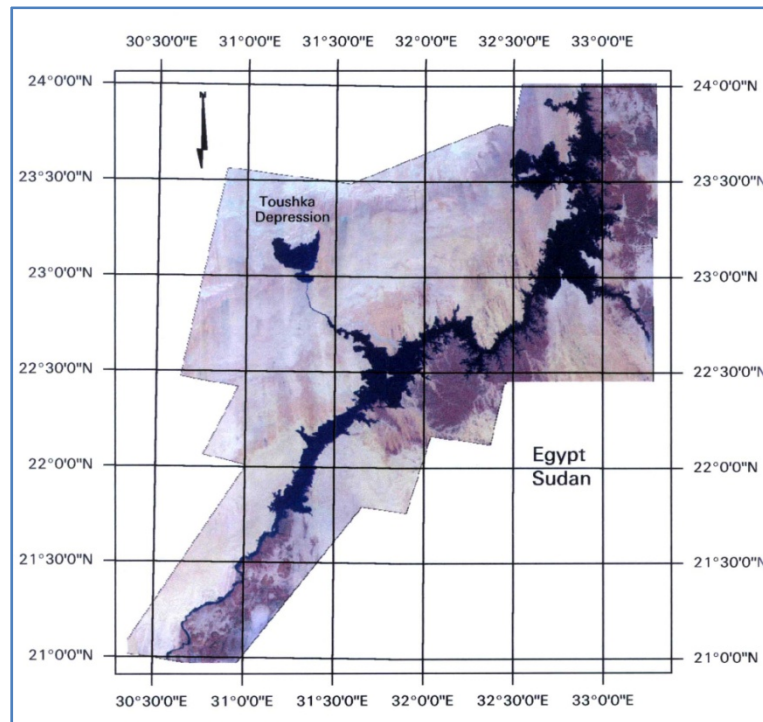 30°30'0"E 31°0'0"E 31°30'0"E 32°0'0"E 32°30'0"E 33°0'0"E
24°0'0"N 24°0'0"N
N
23°30'0"N 23°30'0"N
Toushka
Depression
23°0'0"N 23°0'0"N
22°30'0"N 22°30'0"N
22°0'0"N 22°0'0"N
Egypt
Sudan
21°30'0"N 21°30'0"N
21°0'0"N 21°0'0"N
30°30'0"E 31°0'0"E 31°30'0"E 32°0'0"E 32°30'0"E 33°0'0"E